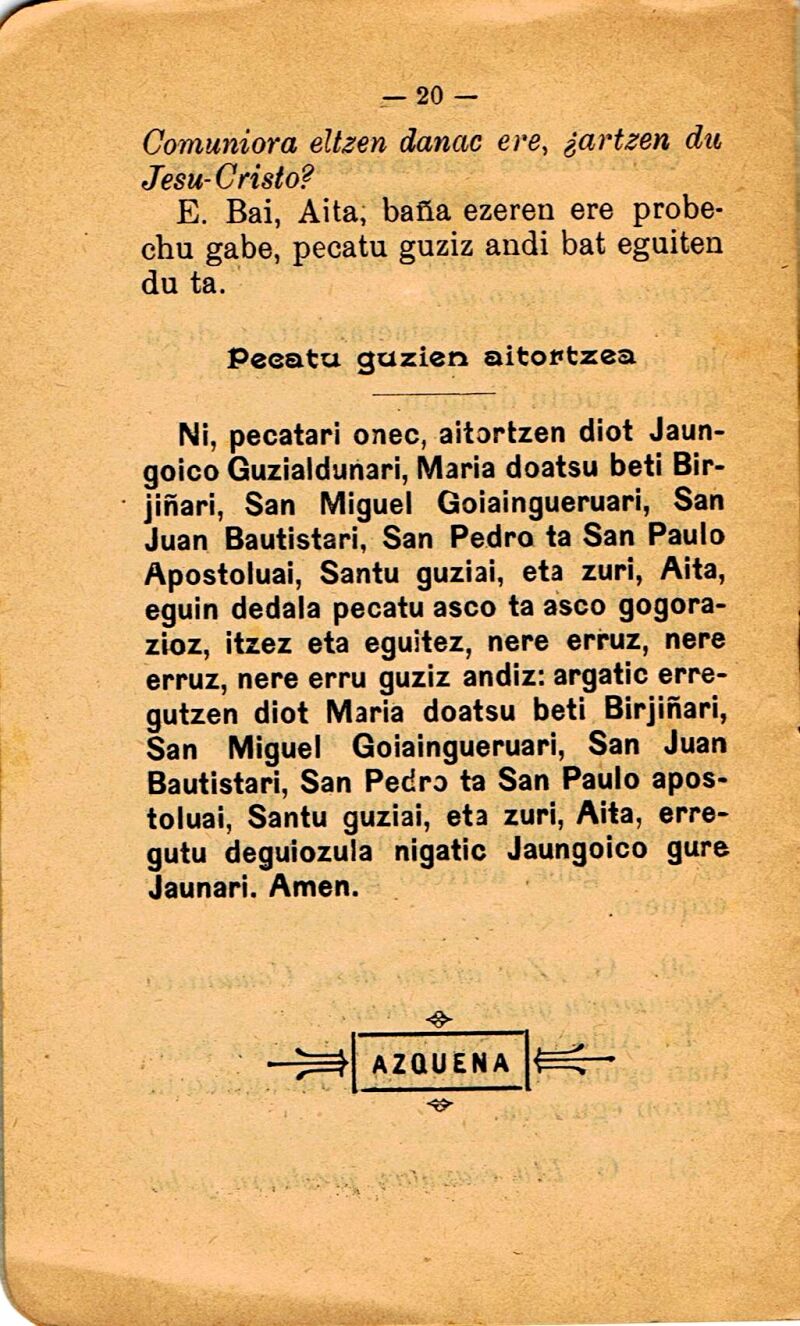 — 20 —
Comuniora eltzen danac ere, ¿artzen du
Jesu-Cristo?
E. Bai, Aita, baña ezeren ere probe-
chu gabe, pecatu guziz andi bat eguiten
du ta.
Pecatu guzien aitortzea
Ni, pecatari onec, aitortzen diot Jaun-
goico Guzialdunari, Maria doatsu beti Bir-
jiñari, San Miguel Goiaingueruari, San
Juan Bautistari, San Pedro ta San Paulo
Apostoluai, Santu guziai, eta zuri, Aita,
eguin dedala pecatu asco ta asco gogora-
zioz, itzez eta eguitez, nere erruz, nere
erruz, nere erru guziz andiz: argatic erre-
gutzen diot Maria doatsu beti Birjiñari,
San Miguel Goiaingueruari, San Juan
Bautistari, San Pedro ta San Paulo apos-
toluai, Santu guziai, eta zuri, Aita, erre-
gutu deguiozula nigatic Jaungoico gure
Jaunari. Amen.
AZQUENA